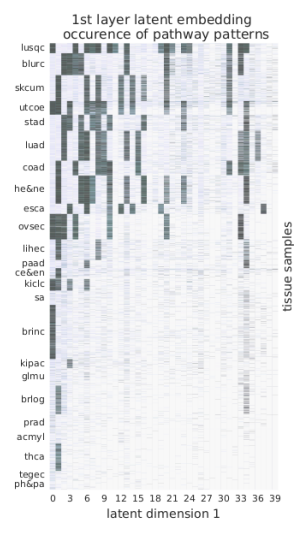 1st layer latent embedding
occurence of pathway patterns
lusqc
blurc
skcum
utcoe
stad
luad
coad
he&ne
esca
ovsec
lihec
paad
ce&en
kiclc
sa
brinc
kipac
glmu
brlog
prad
acmyl
thca
tegec
ph&pa
tissue samples
0 3 6 9 12 15 18 21 24 27 30 33 36 39
latent dimension 1